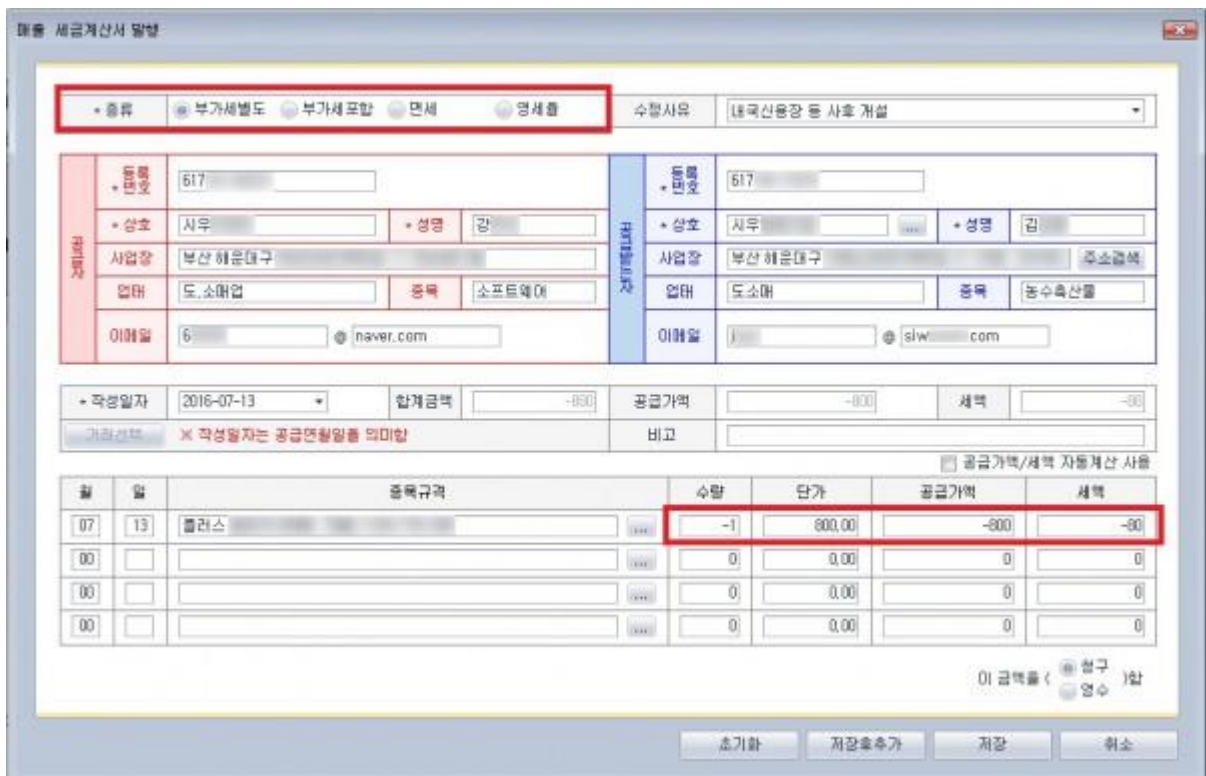 매출 세금계산서 발행
* 종류 부가세별도 부가세포함 면세 영세율 수정사유 내국신용장 등 사후 개설
공급자 공급받는자
* 등록번호 617 * 등록번호 617
* 상호 시우 * 성명 강 * 상호 시우 ... * 성명 김
사업장 부산 해운대구 사업장 부산 해운대구 주소검색
업태 도.소매업 종목 소프트웨어 업태 도소매 종목 농수축산물
이메일 6 @ naver.com 이메일 @ siw com
* 작성일자 2016-07-13 합계금액 -880 공급가액 -800 세액 -80
거래선택 ※ 작성일자는 공급연월일을 의미함 비고
공급가액/세액 자동계산 사용
월 일 종목규격 수량 단가 공급가액 세액
07 13 플러스 ... -1 800.00 -800 -80
00 ... 0 0.00 0 0
00 ... 0 0.00 0 0
00 ... 0 0.00 0 0
이 금액을 ( 청구 영수 )함
초기화 저장후추가 저장 취소